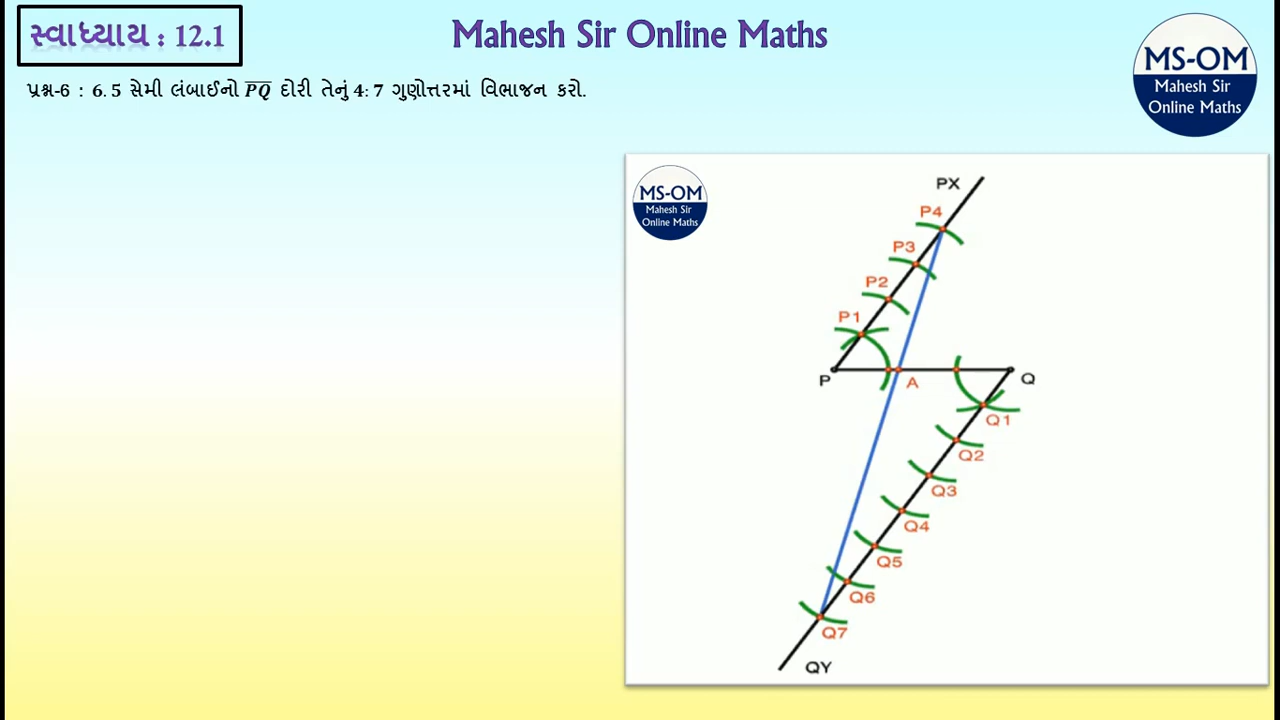 સ્વાધ્યાય : 12.1
Mahesh Sir Online Maths
MS-OM
Mahesh Sir
Online Maths
પ્રશ્ન-6 : 6.5 સેમી લંબાઈનો PQ દોરી તેનું 4:7 ગુણોત્તરમાં વિભાજન કરો.
MS-OM
Mahesh Sir
Online Maths
PX
P4
P3
P2
P1
P
A
Q
Q1
Q2
Q3
Q4
Q5
Q6
Q7
QY